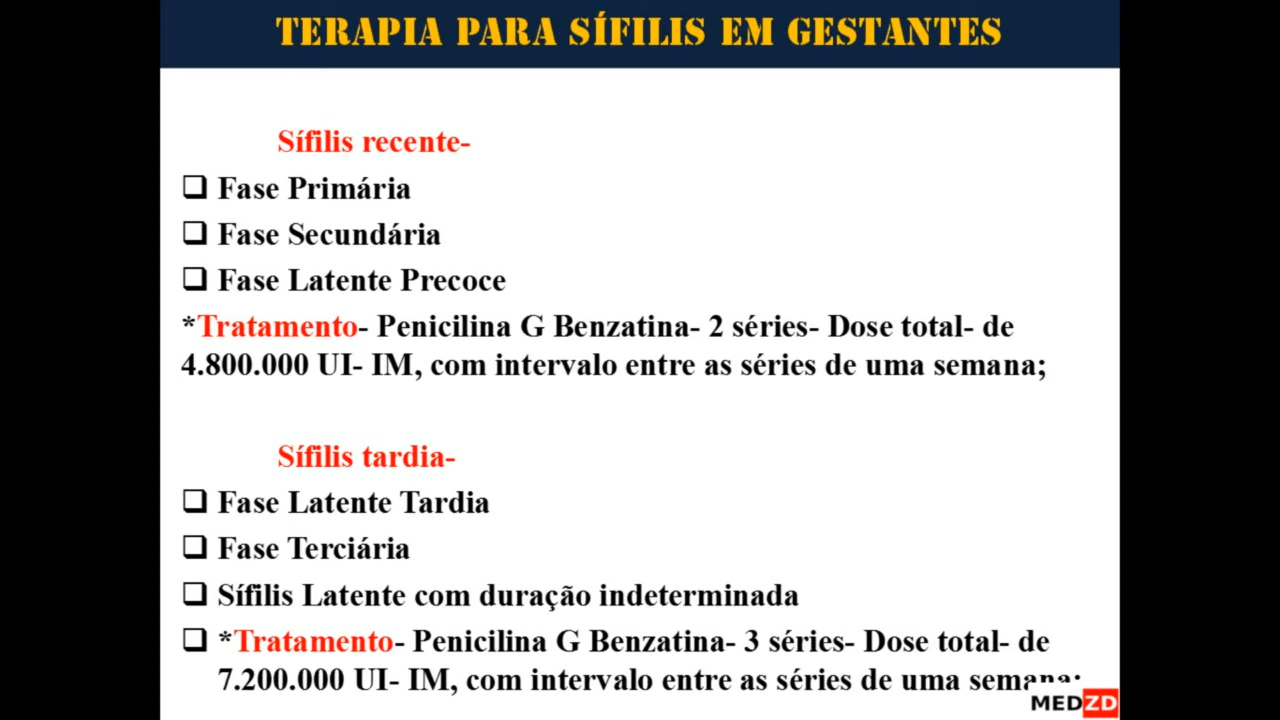 TERAPIA PARA SÍFILIS EM GESTANTES
Sífilis recente-
❑ Fase Primária
❑ Fase Secundária
❑ Fase Latente Precoce
*Tratamento- Penicilina G Benzatina- 2 séries- Dose total- de
4.800.000 UI- IM, com intervalo entre as séries de uma semana;
Sífilis tardia-
❑ Fase Latente Tardia
❑ Fase Terciária
❑ Sífilis Latente com duração indeterminada
❑ *Tratamento- Penicilina G Benzatina- 3 séries- Dose total- de
7.200.000 UI- IM, com intervalo entre as séries de uma semana;
MEDZD